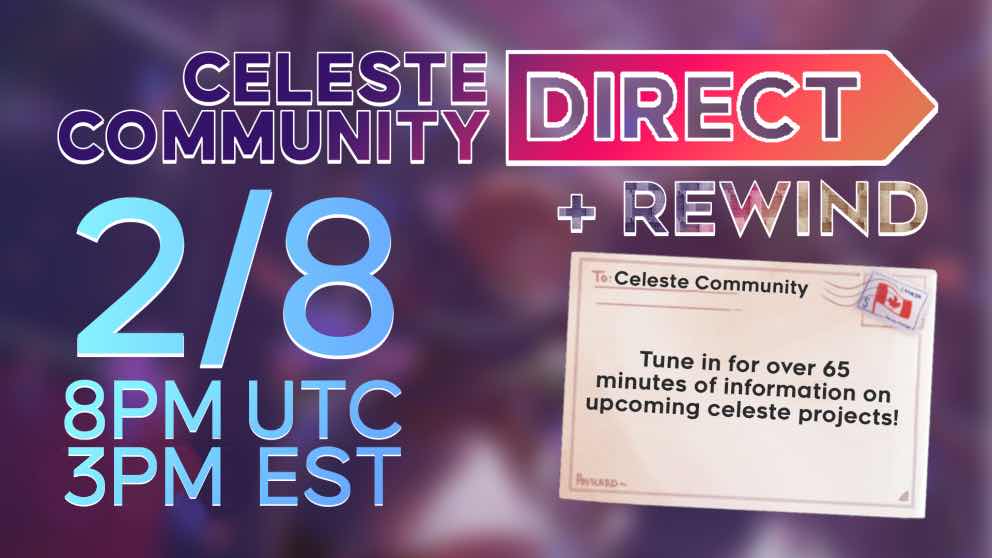 CELESTE
COMMUNITY
DIRECT
+ REWIND
2/8
8PM UTC
3PM EST
To: Celeste Community
Tune in for over 65
minutes of information on
upcoming celeste projects!
POSTCARD